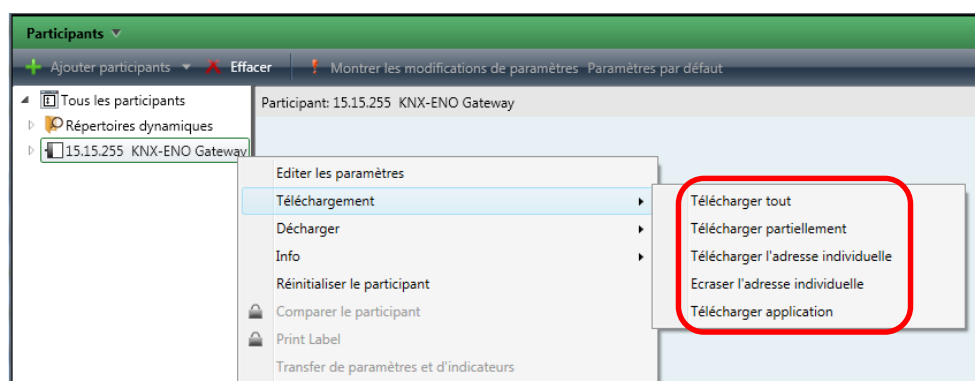 Participants
Ajouter participants Effacer Montrer les modifications de paramètres Paramètres par défaut
Tous les participants
Participant: 15.15.255 KNX-ENO Gateway
Répertoires dynamiques
15.15.255 KNX-ENO Gateway
Editer les paramètres
Téléchargement
Décharger
Info
Réinitialiser le participant
Comparer le participant
Print Label
Transfer de paramètres et d'indicateurs
Télécharger tout
Télécharger partiellement
Télécharger l'adresse individuelle
Ecraser l'adresse individuelle
Télécharger application